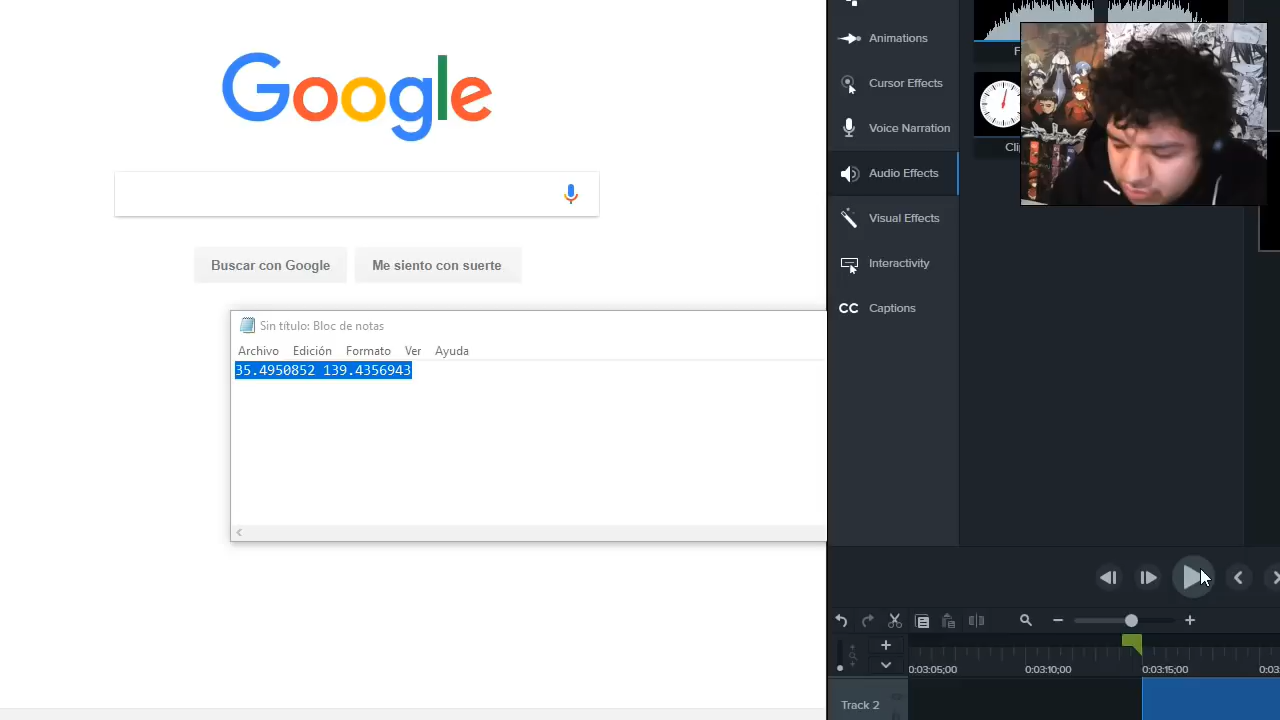 Google
Buscar con Google
Me siento con suerte
Sin título: Bloc de notas
Archivo Edición Formato Ver Ayuda
35.4950852 139.4356943
Animations
Cursor Effects
Voice Narration
Audio Effects
Visual Effects
Interactivity
CC Captions
0:03:05;00 0:03:10;00 0:03:15;00
Track 2